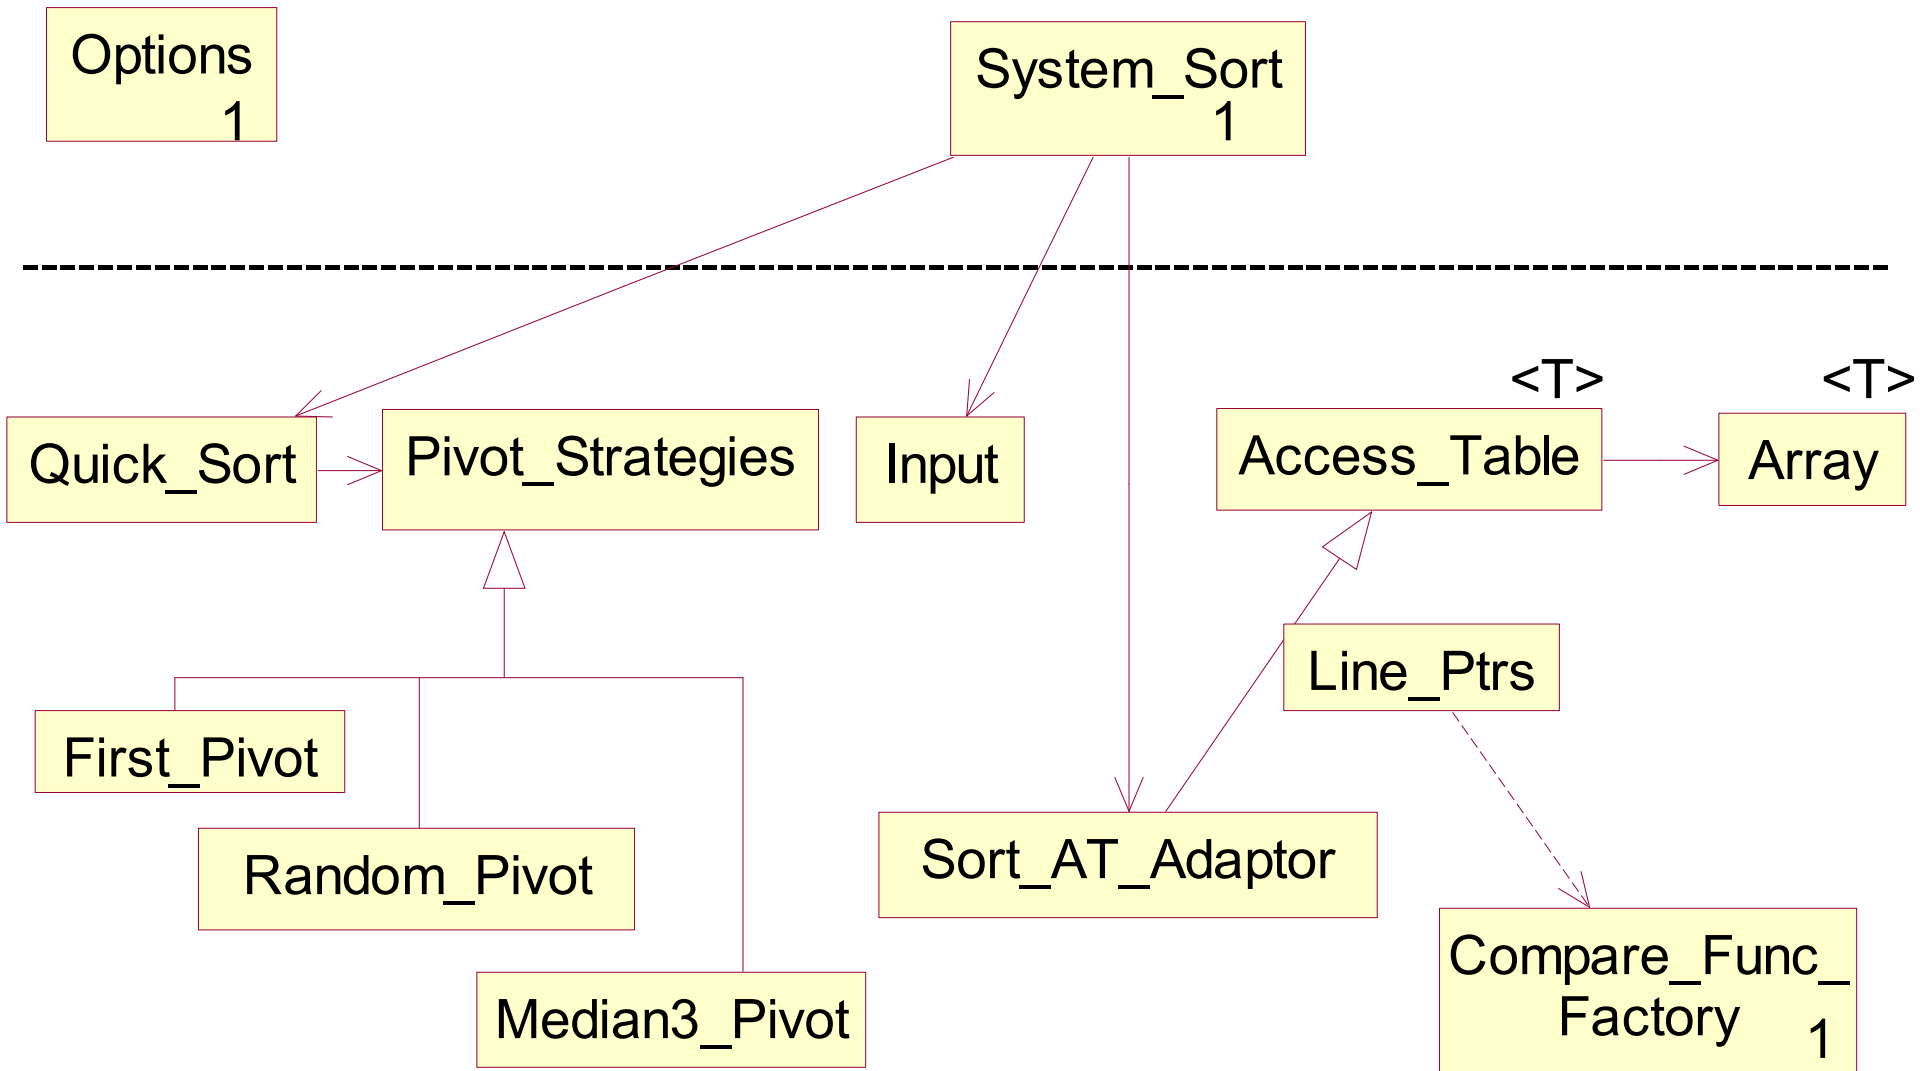 Options
1
System_Sort
1
<T>
<T>
Quick_Sort
Pivot_Strategies
Input
Access_Table
Array
Line_Ptrs
First_Pivot
Random_Pivot
Sort_AT_Adaptor
Median3_Pivot
Compare_Func_
Factory
1